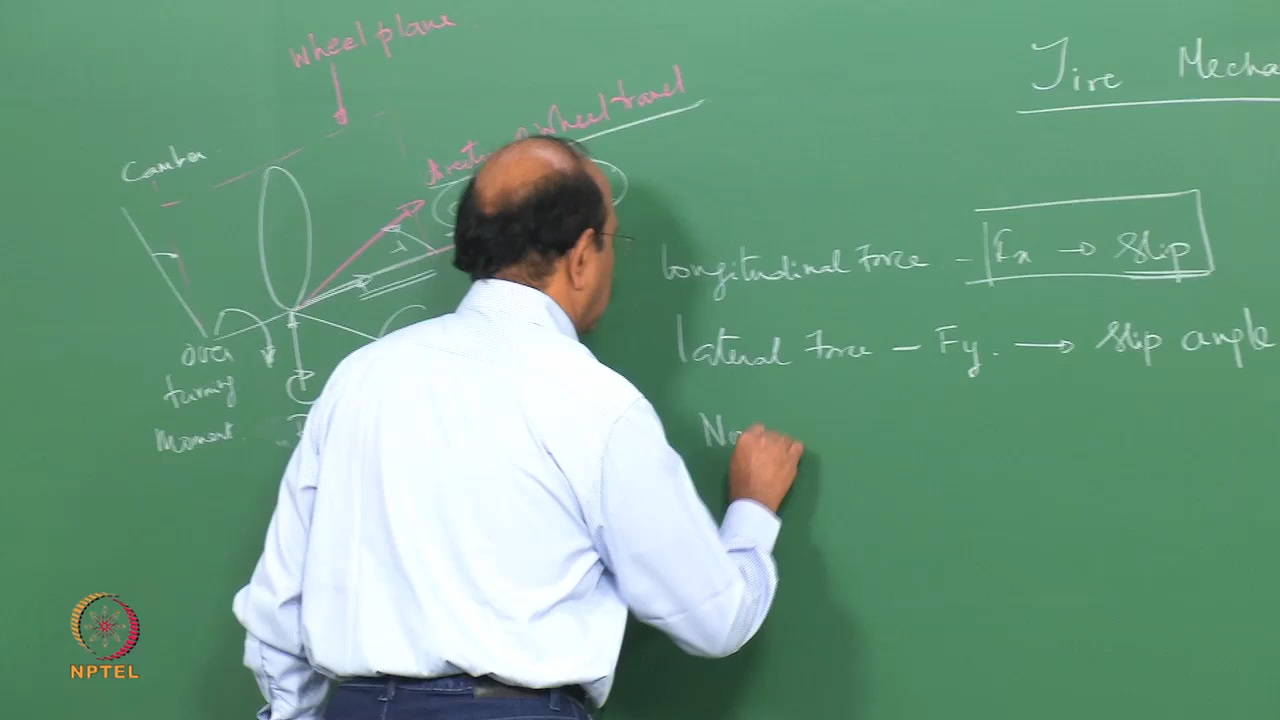 Wheel plane
Tire Mecha
wheel travel
Camber
Longitudinal Force - Fx → Slip
Lateral Force - Fy. → Slip angle
over
turning
Moment
No
NPTEL